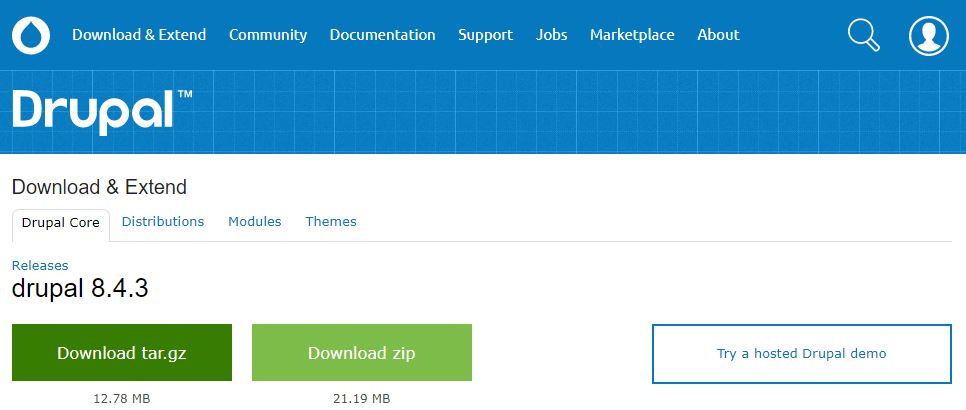 Download & Extend Community Documentation Support Jobs Marketplace About
Drupal™
Download & Extend
Drupal Core Distributions Modules Themes
Releases
drupal 8.4.3
Download tar.gz Download zip Try a hosted Drupal demo
12.78 MB 21.19 MB